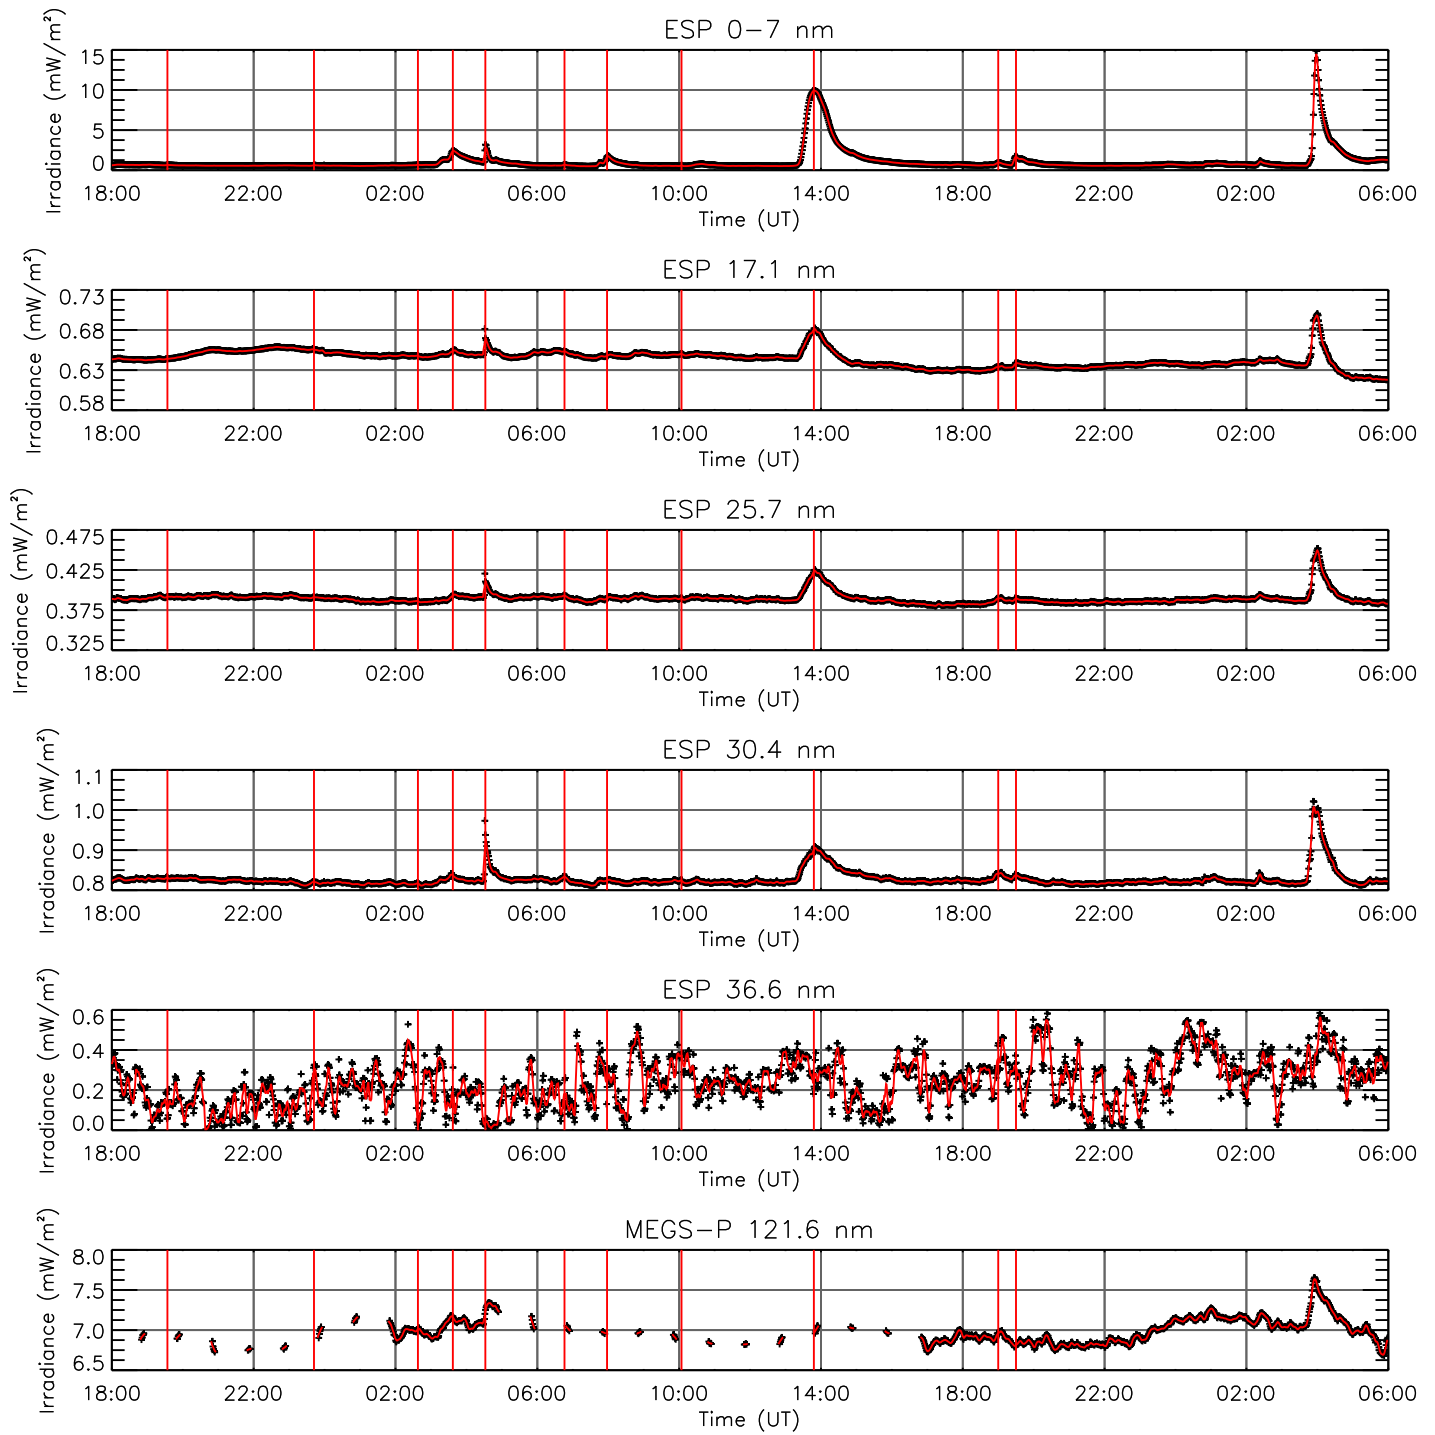 ESP 0−7 nm
Irradiance (mW/m²)
15
10
5
0
18:00 22:00 02:00 06:00 10:00 14:00 18:00 22:00 02:00 06:00
Time (UT)
ESP 17.1 nm
Irradiance (mW/m²)
0.73
0.68
0.63
0.58
18:00 22:00 02:00 06:00 10:00 14:00 18:00 22:00 02:00 06:00
Time (UT)
ESP 25.7 nm
Irradiance (mW/m²)
0.475
0.425
0.375
0.325
18:00 22:00 02:00 06:00 10:00 14:00 18:00 22:00 02:00 06:00
Time (UT)
ESP 30.4 nm
Irradiance (mW/m²)
1.1
1.0
0.9
0.8
18:00 22:00 02:00 06:00 10:00 14:00 18:00 22:00 02:00 06:00
Time (UT)
ESP 36.6 nm
Irradiance (mW/m²)
0.6
0.4
0.2
0.0
18:00 22:00 02:00 06:00 10:00 14:00 18:00 22:00 02:00 06:00
Time (UT)
MEGS−P 121.6 nm
Irradiance (mW/m²)
8.0
7.5
7.0
6.5
18:00 22:00 02:00 06:00 10:00 14:00 18:00 22:00 02:00 06:00
Time (UT)